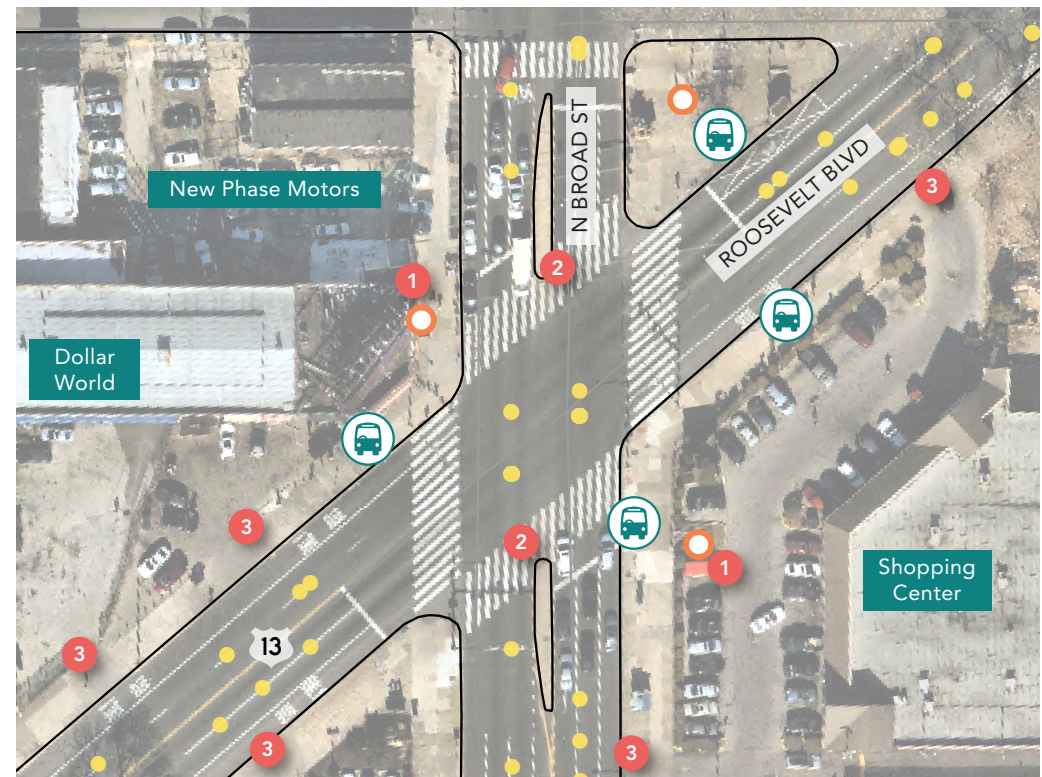 N BROAD ST
New Phase Motors
ROOSEVELT BLVD
3
1
2
Dollar
World
3
2
1
Shopping
Center
13
3
3
3